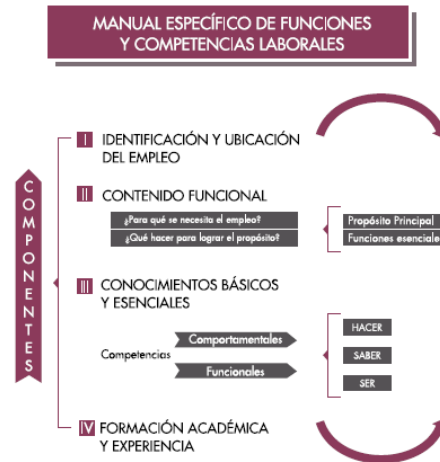 MANUAL ESPECÍFICO DE FUNCIONES
Y COMPETENCIAS LABORALES
COMPONENTES
I IDENTIFICACIÓN Y UBICACIÓN
DEL EMPLEO
II CONTENIDO FUNCIONAL
¿Para qué se necesita el empleo?
¿Qué hacer para lograr el propósito?
Propósito Principal
Funciones esenciales
III CONOCIMIENTOS BÁSICOS
Y ESENCIALES
Competencias
Comportamentales
Funcionales
HACER
SABER
SER
IV FORMACIÓN ACADÉMICA
Y EXPERIENCIA